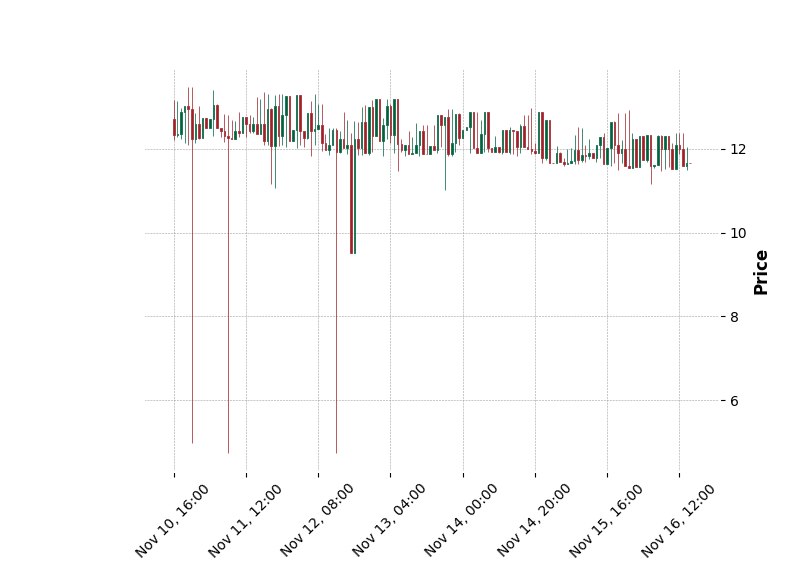 12
10
8
6
Price
Nov 10, 16:00
Nov 11, 12:00
Nov 12, 08:00
Nov 13, 04:00
Nov 14, 00:00
Nov 14, 20:00
Nov 15, 16:00
Nov 16, 12:00